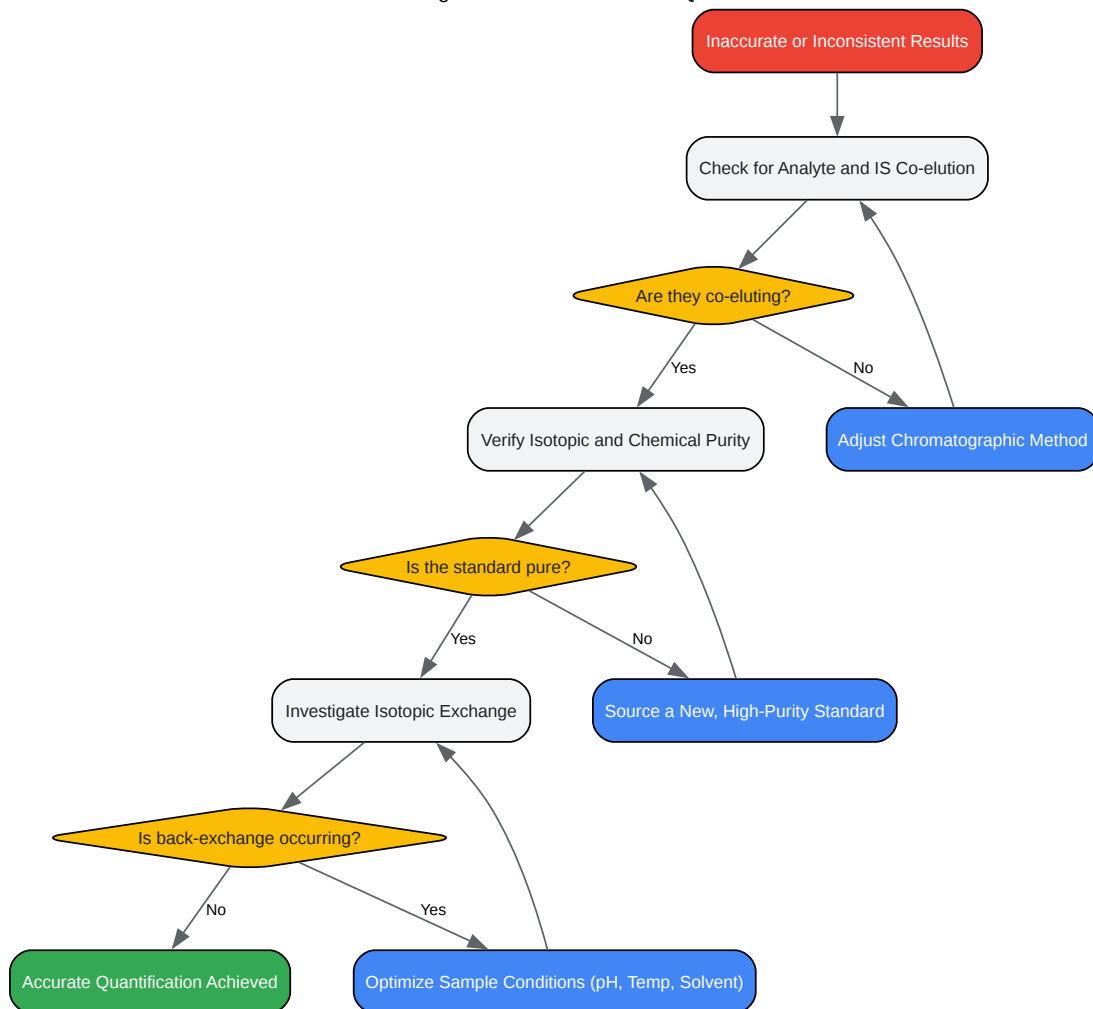 Inaccurate or Inconsistent Results
Check for Analyte and IS Co-elution
Are they co-eluting?
Yes
No
Verify Isotopic and Chemical Purity
Adjust Chromatographic Method
Is the standard pure?
Yes
No
Investigate Isotopic Exchange
Source a New, High-Purity Standard
Is back-exchange occurring?
No
Yes
Accurate Quantification Achieved
Optimize Sample Conditions (pH, Temp, Solvent)